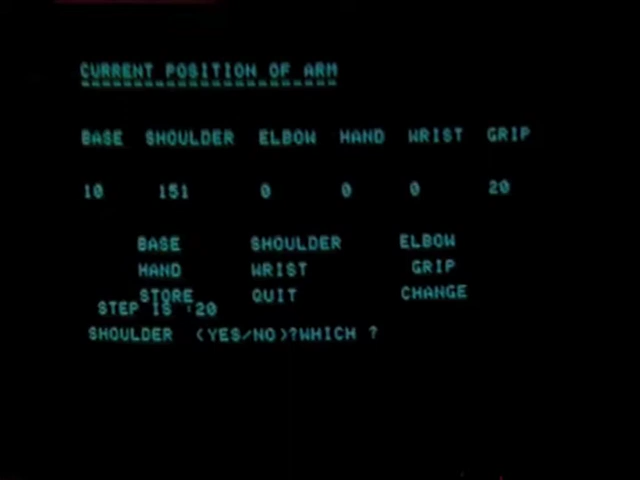 CURRENT POSITION OF ARM
BASE SHOULDER ELBOW HAND WRIST GRIP
10 151 0 0 0 20
BASE SHOULDER ELBOW
HAND WRIST GRIP
STORE QUIT CHANGE
STEP IS :20
SHOULDER (YES/NO)?WHICH ?